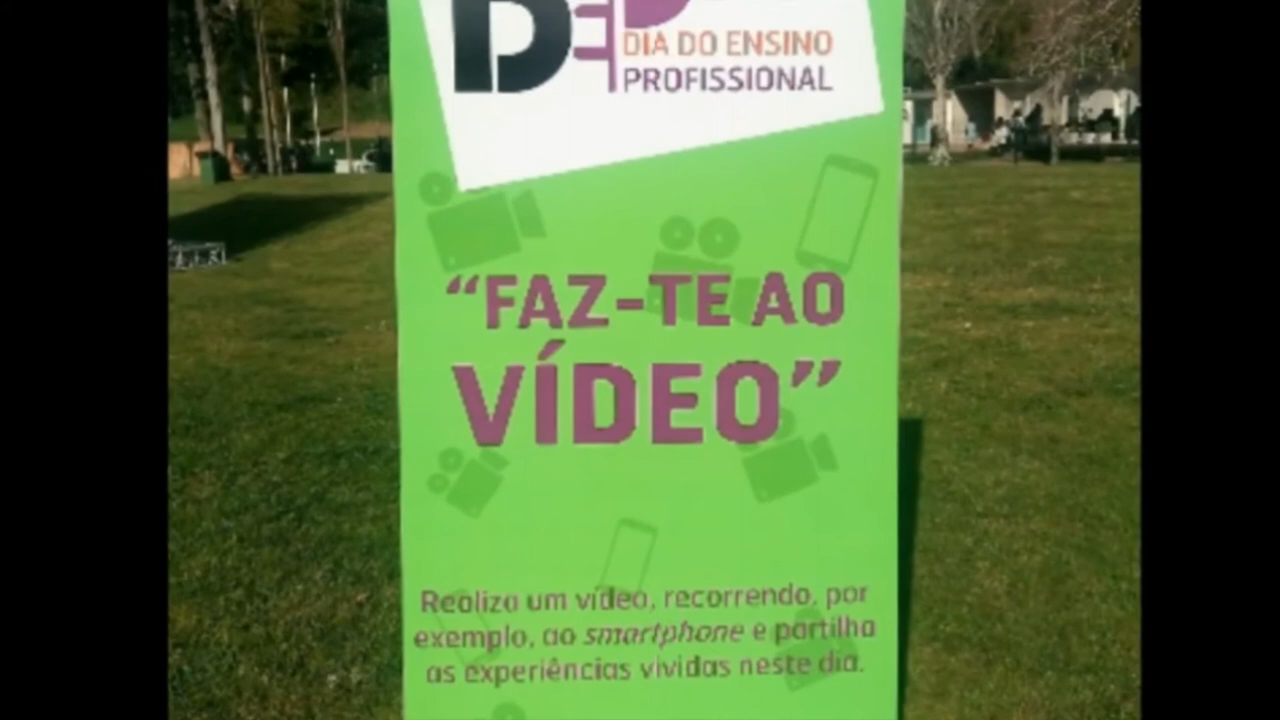 DIA DO ENSINO
PROFISSIONAL
“FAZ-TE AO
VÍDEO”
Realiza um vídeo, recorrendo, por
exemplo, ao smartphone e partilha
as experiências vividas neste dia.